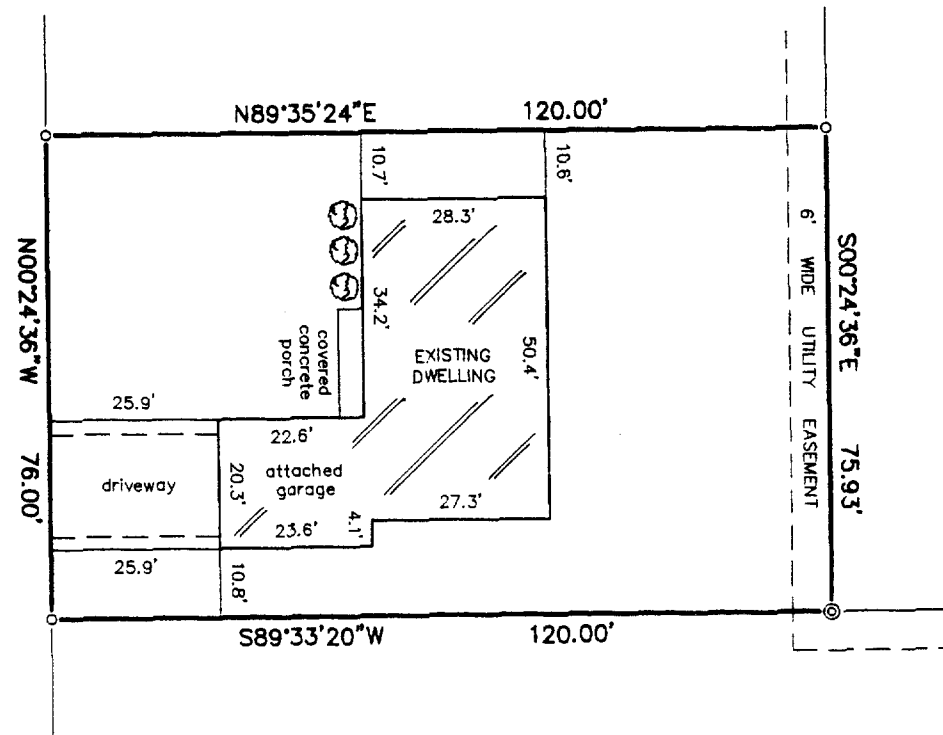 N89°35'24"E 120.00'
10.7'
10.6'
28.3'
6' WIDE UTILITY EASEMENT
S00°24'36"E 75.93'
N00°24'36"W 76.00'
34.2'
covered
concrete
porch
EXISTING
DWELLING
50.4'
25.9'
22.6'
driveway
20.3'
attached
garage
27.3'
4.1'
23.6'
25.9'
10.8'
S89°33'20"W 120.00'